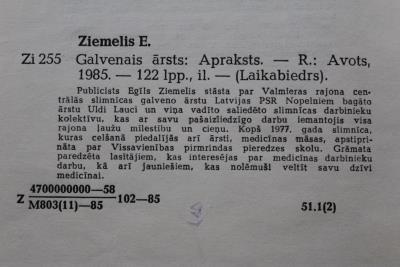 Ziemelis E.
Zi 255 Galvenais ārsts: Apraksts. — R.: Avots,
1985. — 122 lpp., il. — (Laikabiedrs).
Publicists Egīls Ziemelis stāsta par Valmieras rajona cen-
trālās slimnīcas galveno ārstu Latvijas PSR Nopelniem bagāto
ārstu Uldi Lauci un viņa vadīto saliedēto slimnīcas darbinieku
kolektīvu, kas ar savu pašaizliedzīgo darbu iemantojis visa
rajona ļaužu mīlestību un cieņu. Kopš 1977. gada slimnīca,
kuras celšanā piedalījās arī ārsti, medicīnas māsas, apstipri-
nāta par Vissavienības pirmrindas pieredzes skolu. Grāmata
paredzēta lasītājiem, kas interesējas par medicīnas darbinieku
darbu, kā arī jauniešiem, kas nolēmuši veltīt savu dzīvi
medicīnai.
Z 4700000000—58
M803(11)—85 102—85
51.1(2)